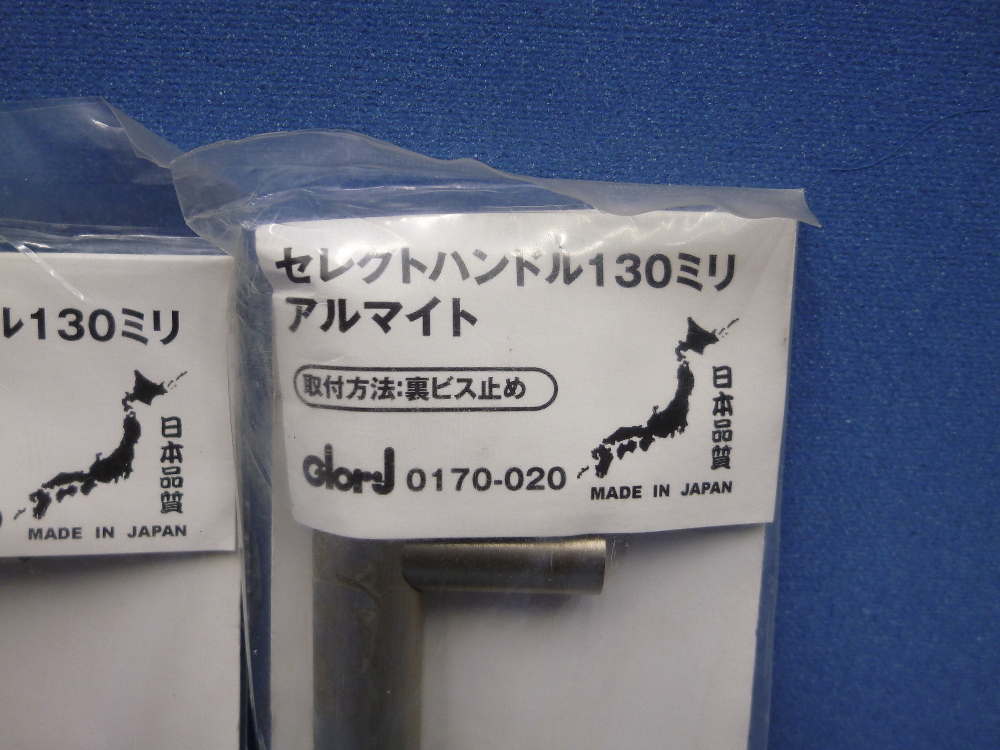 セレクトハンドル130ミリ
アルマイト
取付方法:裏ビス止め
0170-020
日本品質
MADE IN JAPAN
ル130ミリ
日本品質
MADE IN JAPAN